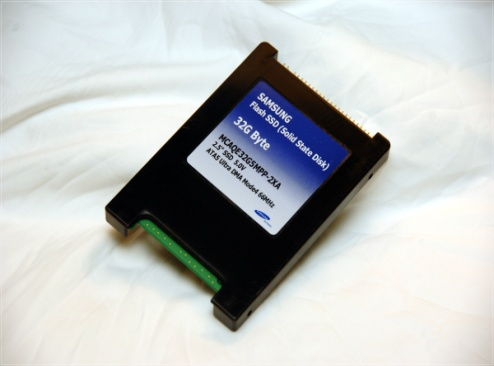 SAMSUNG
Flash SSD (Solid State Disk)
32G Byte
MCAQE32G5MPP-2XA
2.5" SSD 5.0V
ATA5 Ultra DMA Mode4 66MHz